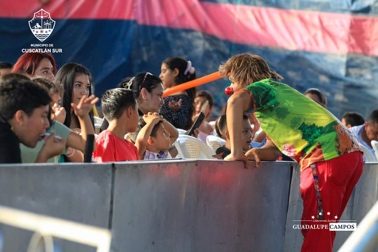 MUNICIPIO DE
CUSCATLÁN SUR
GUADALUPE CAMPOS